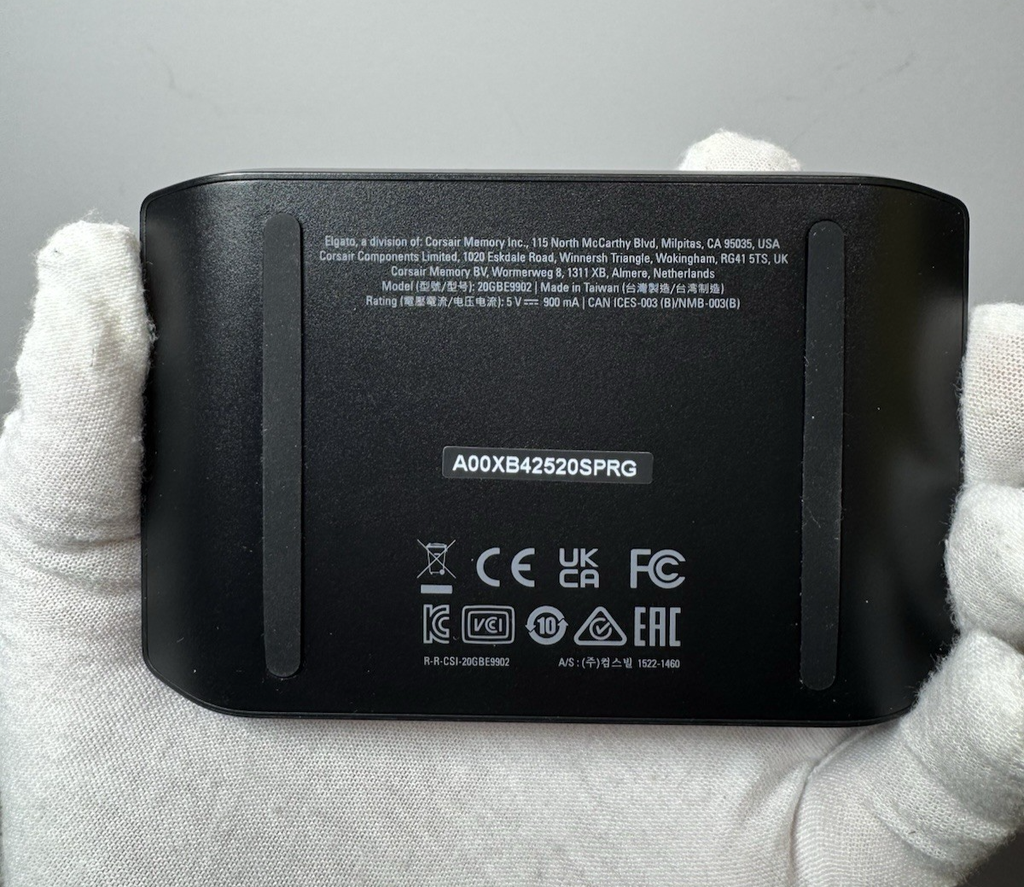 Elgato, a division of: Corsair Memory Inc., 115 North McCarthy Blvd, Milpitas, CA 95035, USA
Corsair Components Limited, 1020 Eskdale Road, Winnersh Triangle, Wokingham, RG41 5TS, UK
Corsair Memory BV, Wormerweg 8, 1311 XB, Almere, Netherlands
Model (型號/型号): 20GBE9902 | Made in Taiwan (台灣製造/台湾制造)
Rating (電壓電流/电压电流): 5 V ⎓ 900 mA | CAN ICES-003 (B)/NMB-003(B)
A00XB42520SPRG
CE UK CA FC
KC VCI 10 EAC
R-R-CSI-20GBE9902 A/S : (주)컴스빌 1522-1460